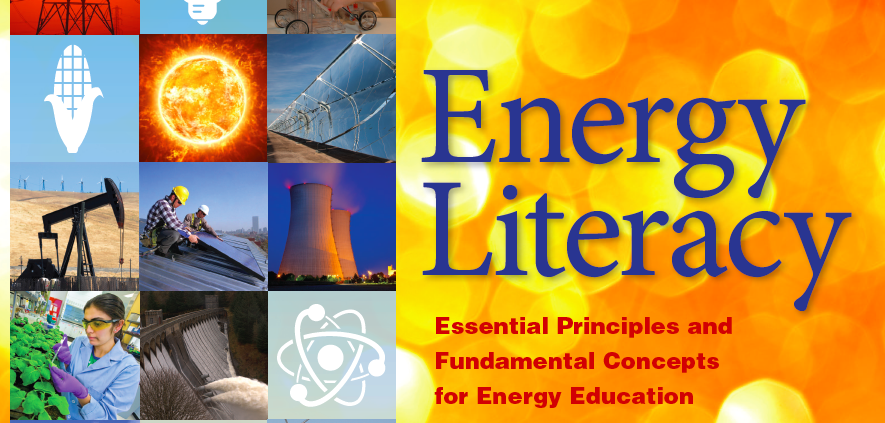 Energy
Literacy
Essential Principles and
Fundamental Concepts
for Energy Education